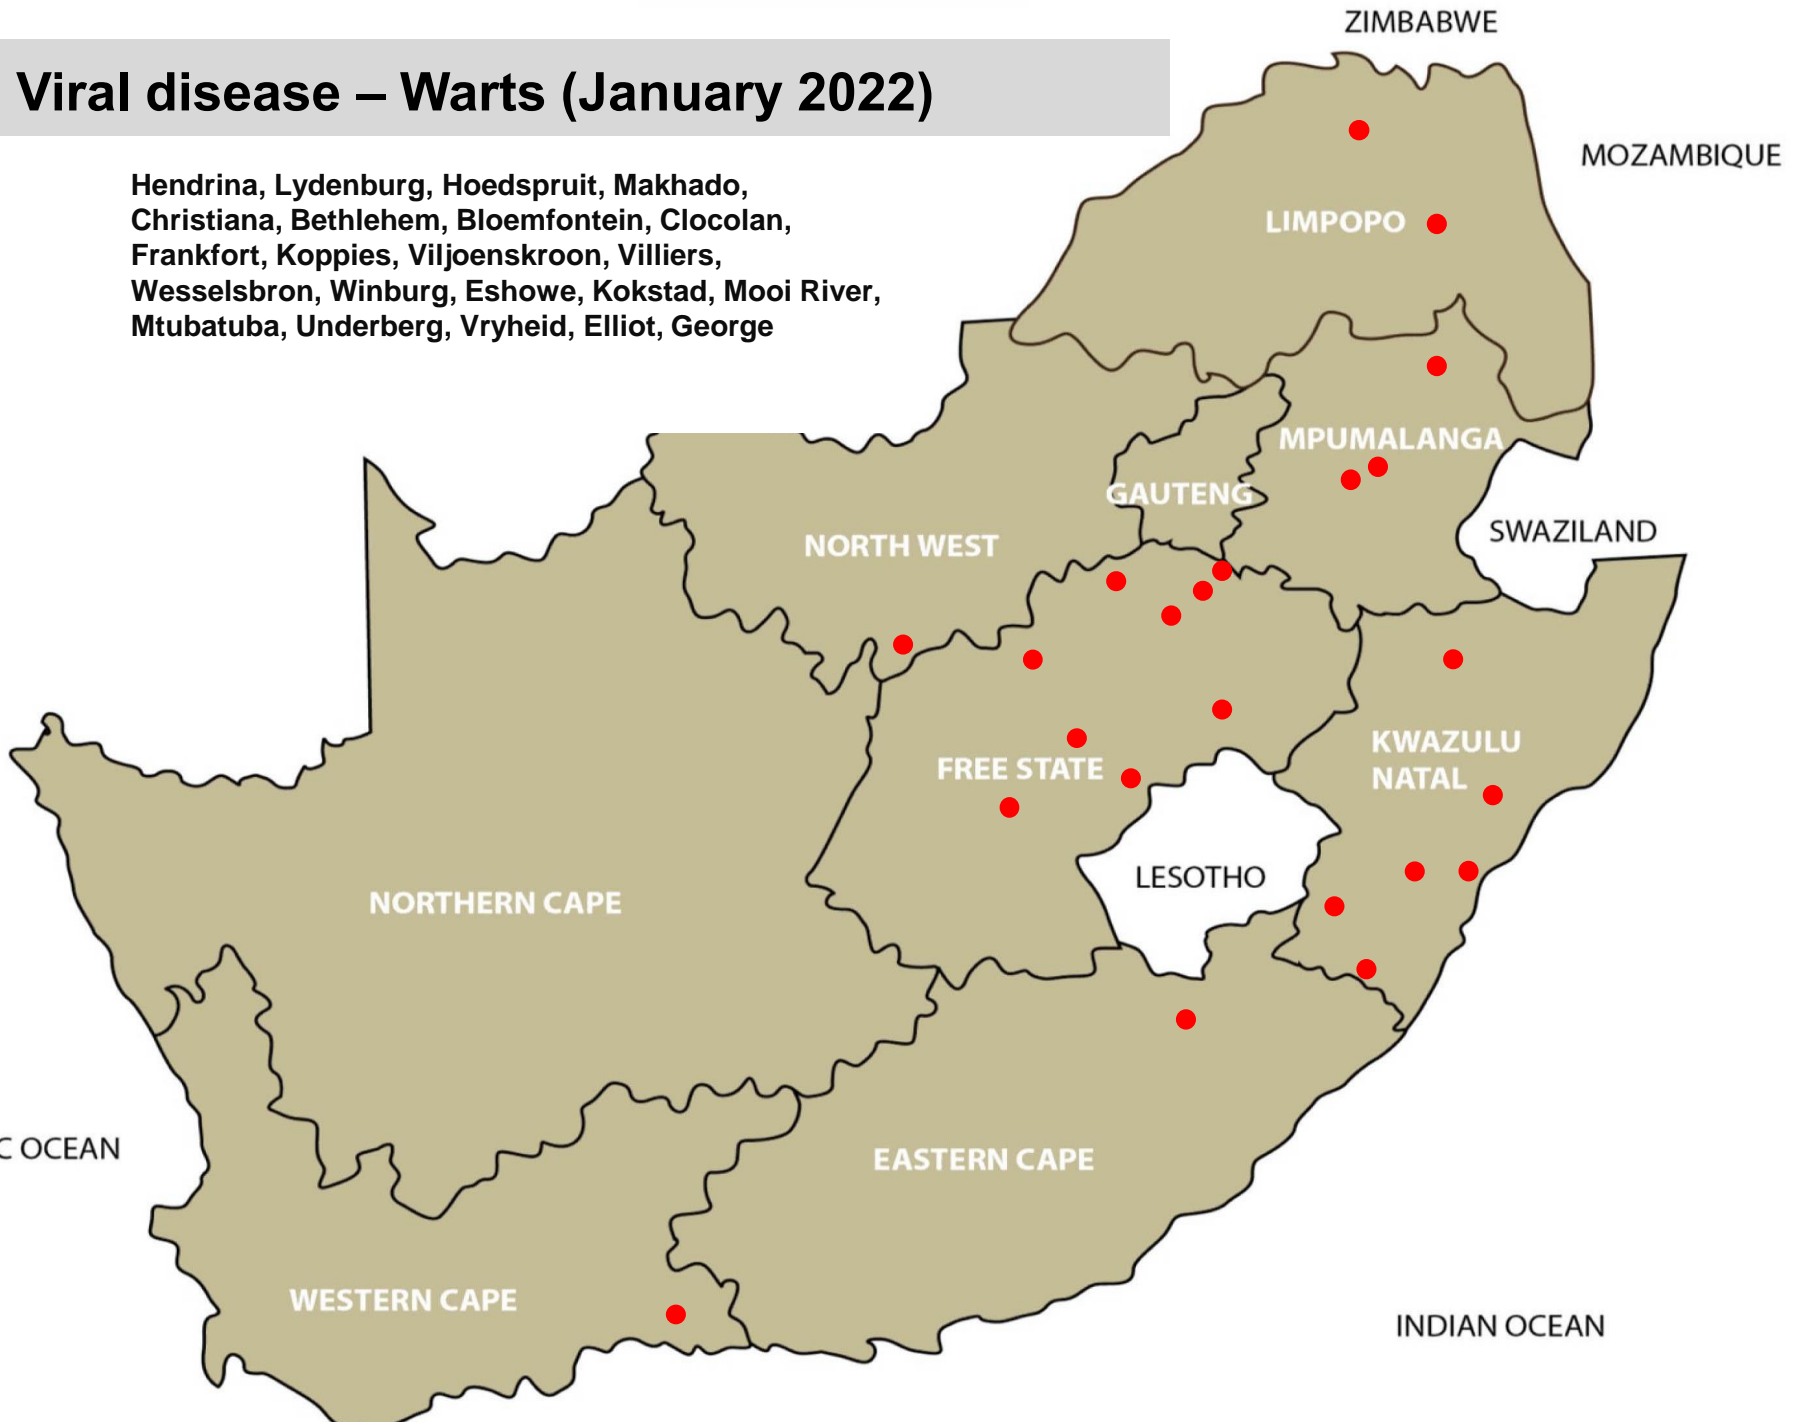 ZIMBABWE
Viral disease – Warts (January 2022)
MOZAMBIQUE
Hendrina, Lydenburg, Hoedspruit, Makhado,
Christiana, Bethlehem, Bloemfontein, Clocolan,
Frankfort, Koppies, Viljoenskroon, Villiers,
Wesselsbron, Winburg, Eshowe, Kokstad, Mooi River,
Mtubatuba, Underberg, Vryheid, Elliot, George
LIMPOPO
MPUMALANGA
GAUTENG
SWAZILAND
NORTH WEST
KWAZULU
NATAL
FREE STATE
LESOTHO
NORTHERN CAPE
C OCEAN
EASTERN CAPE
WESTERN CAPE
INDIAN OCEAN